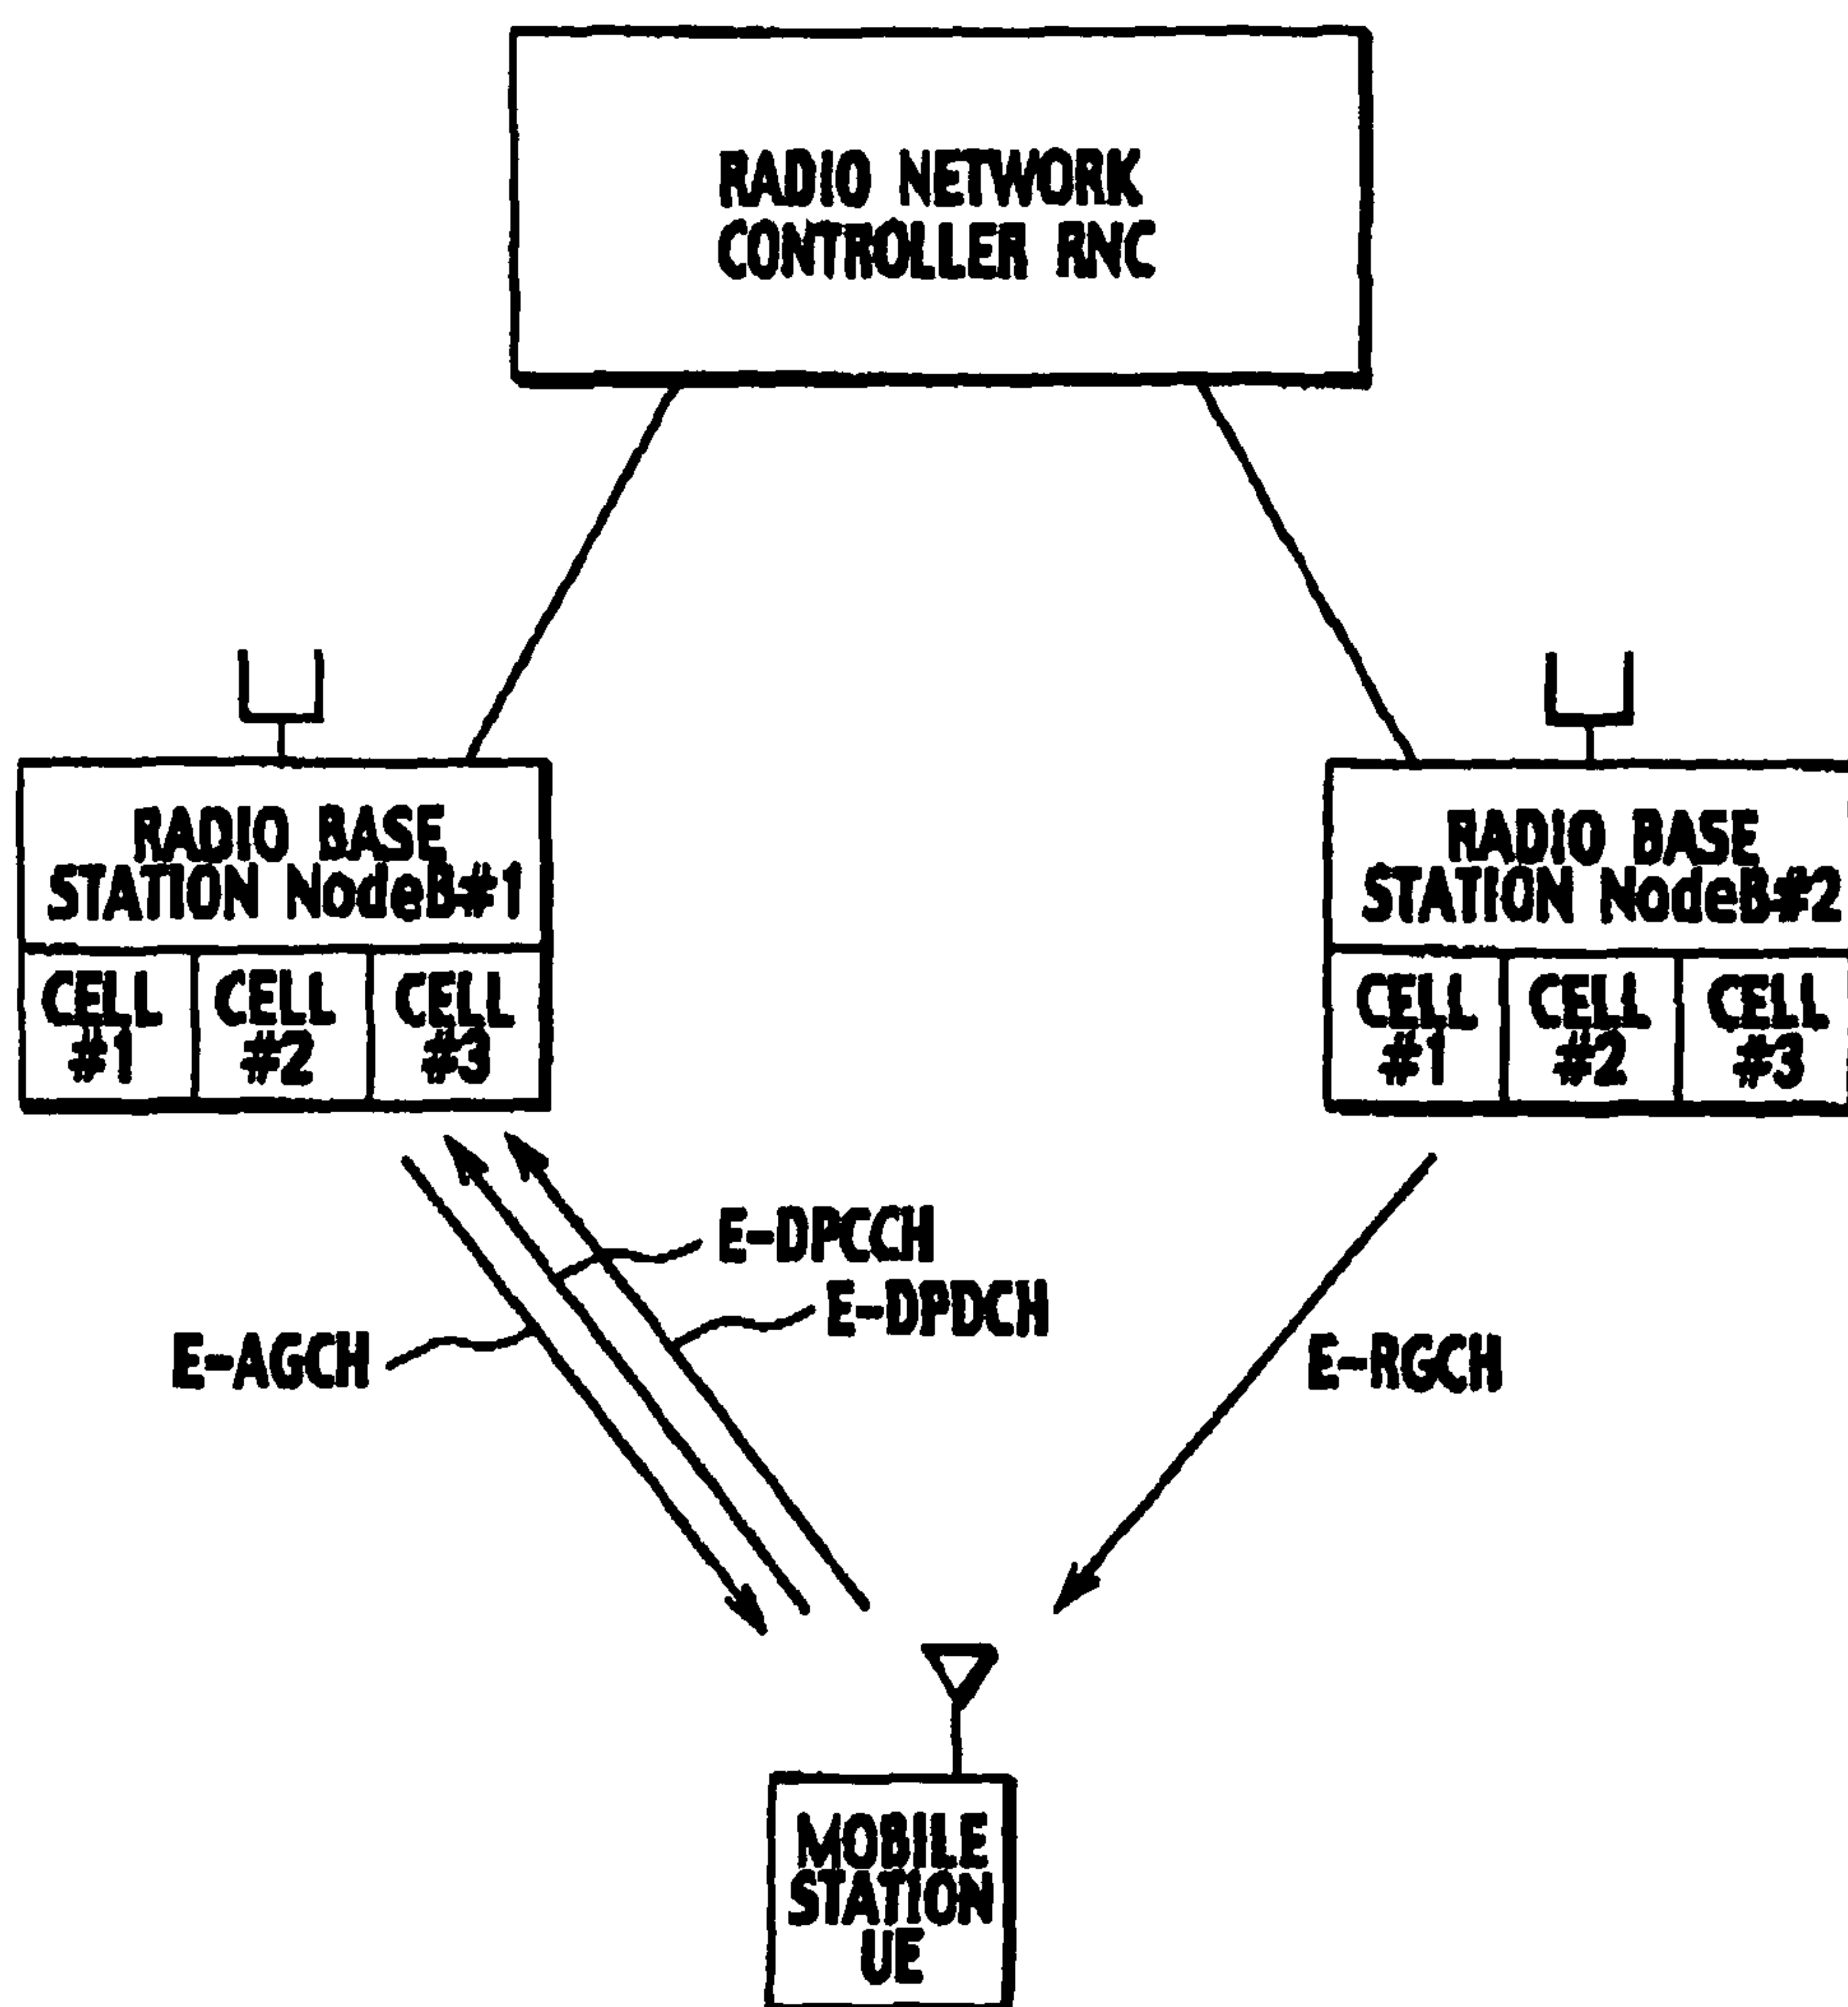 RADIO NETWORK
CONTROLLER RNC
RADIO BASE
STATION NodeB#1
RADIO BASE
STATION NodeB#2
CELL
#1
CELL
#2
CELL
#3
CELL
#1
CELL
#2
CELL
#3
E-DPCCH
E-DPDCH
E-AGCH
E-RGCH
MOBILE
STATION
UE